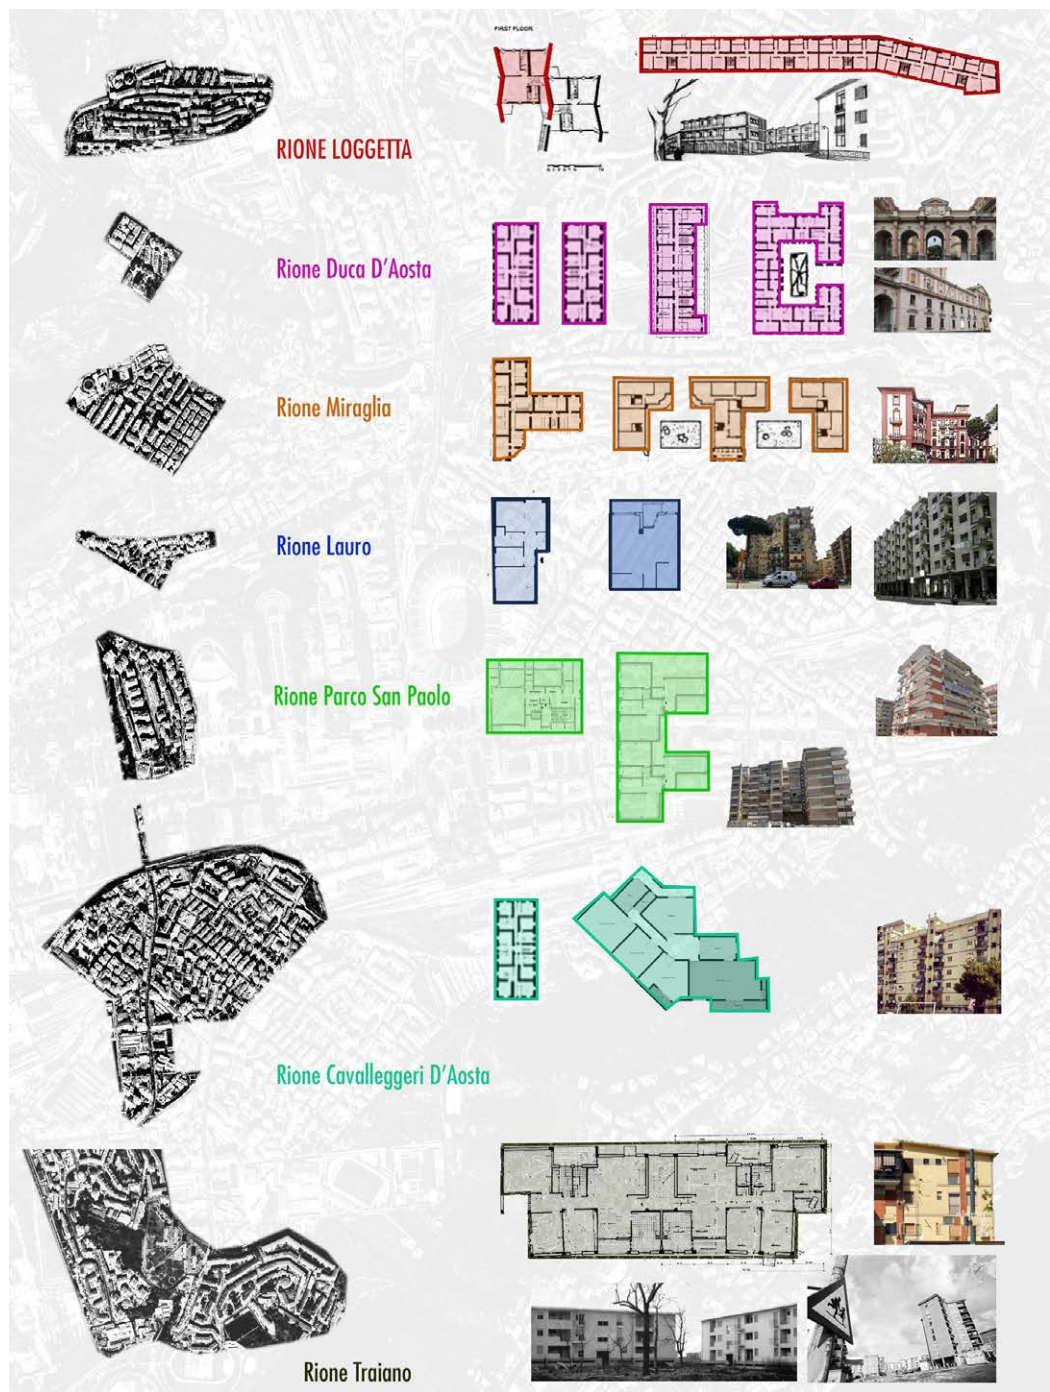 FIRST FLOOR
RIONE LOGGETTA
Rione Duca D'Aosta
Rione Miraglia
Rione Lauro
Rione Parco San Paolo
Rione Cavalleggeri D'Aosta
Rione Traiano